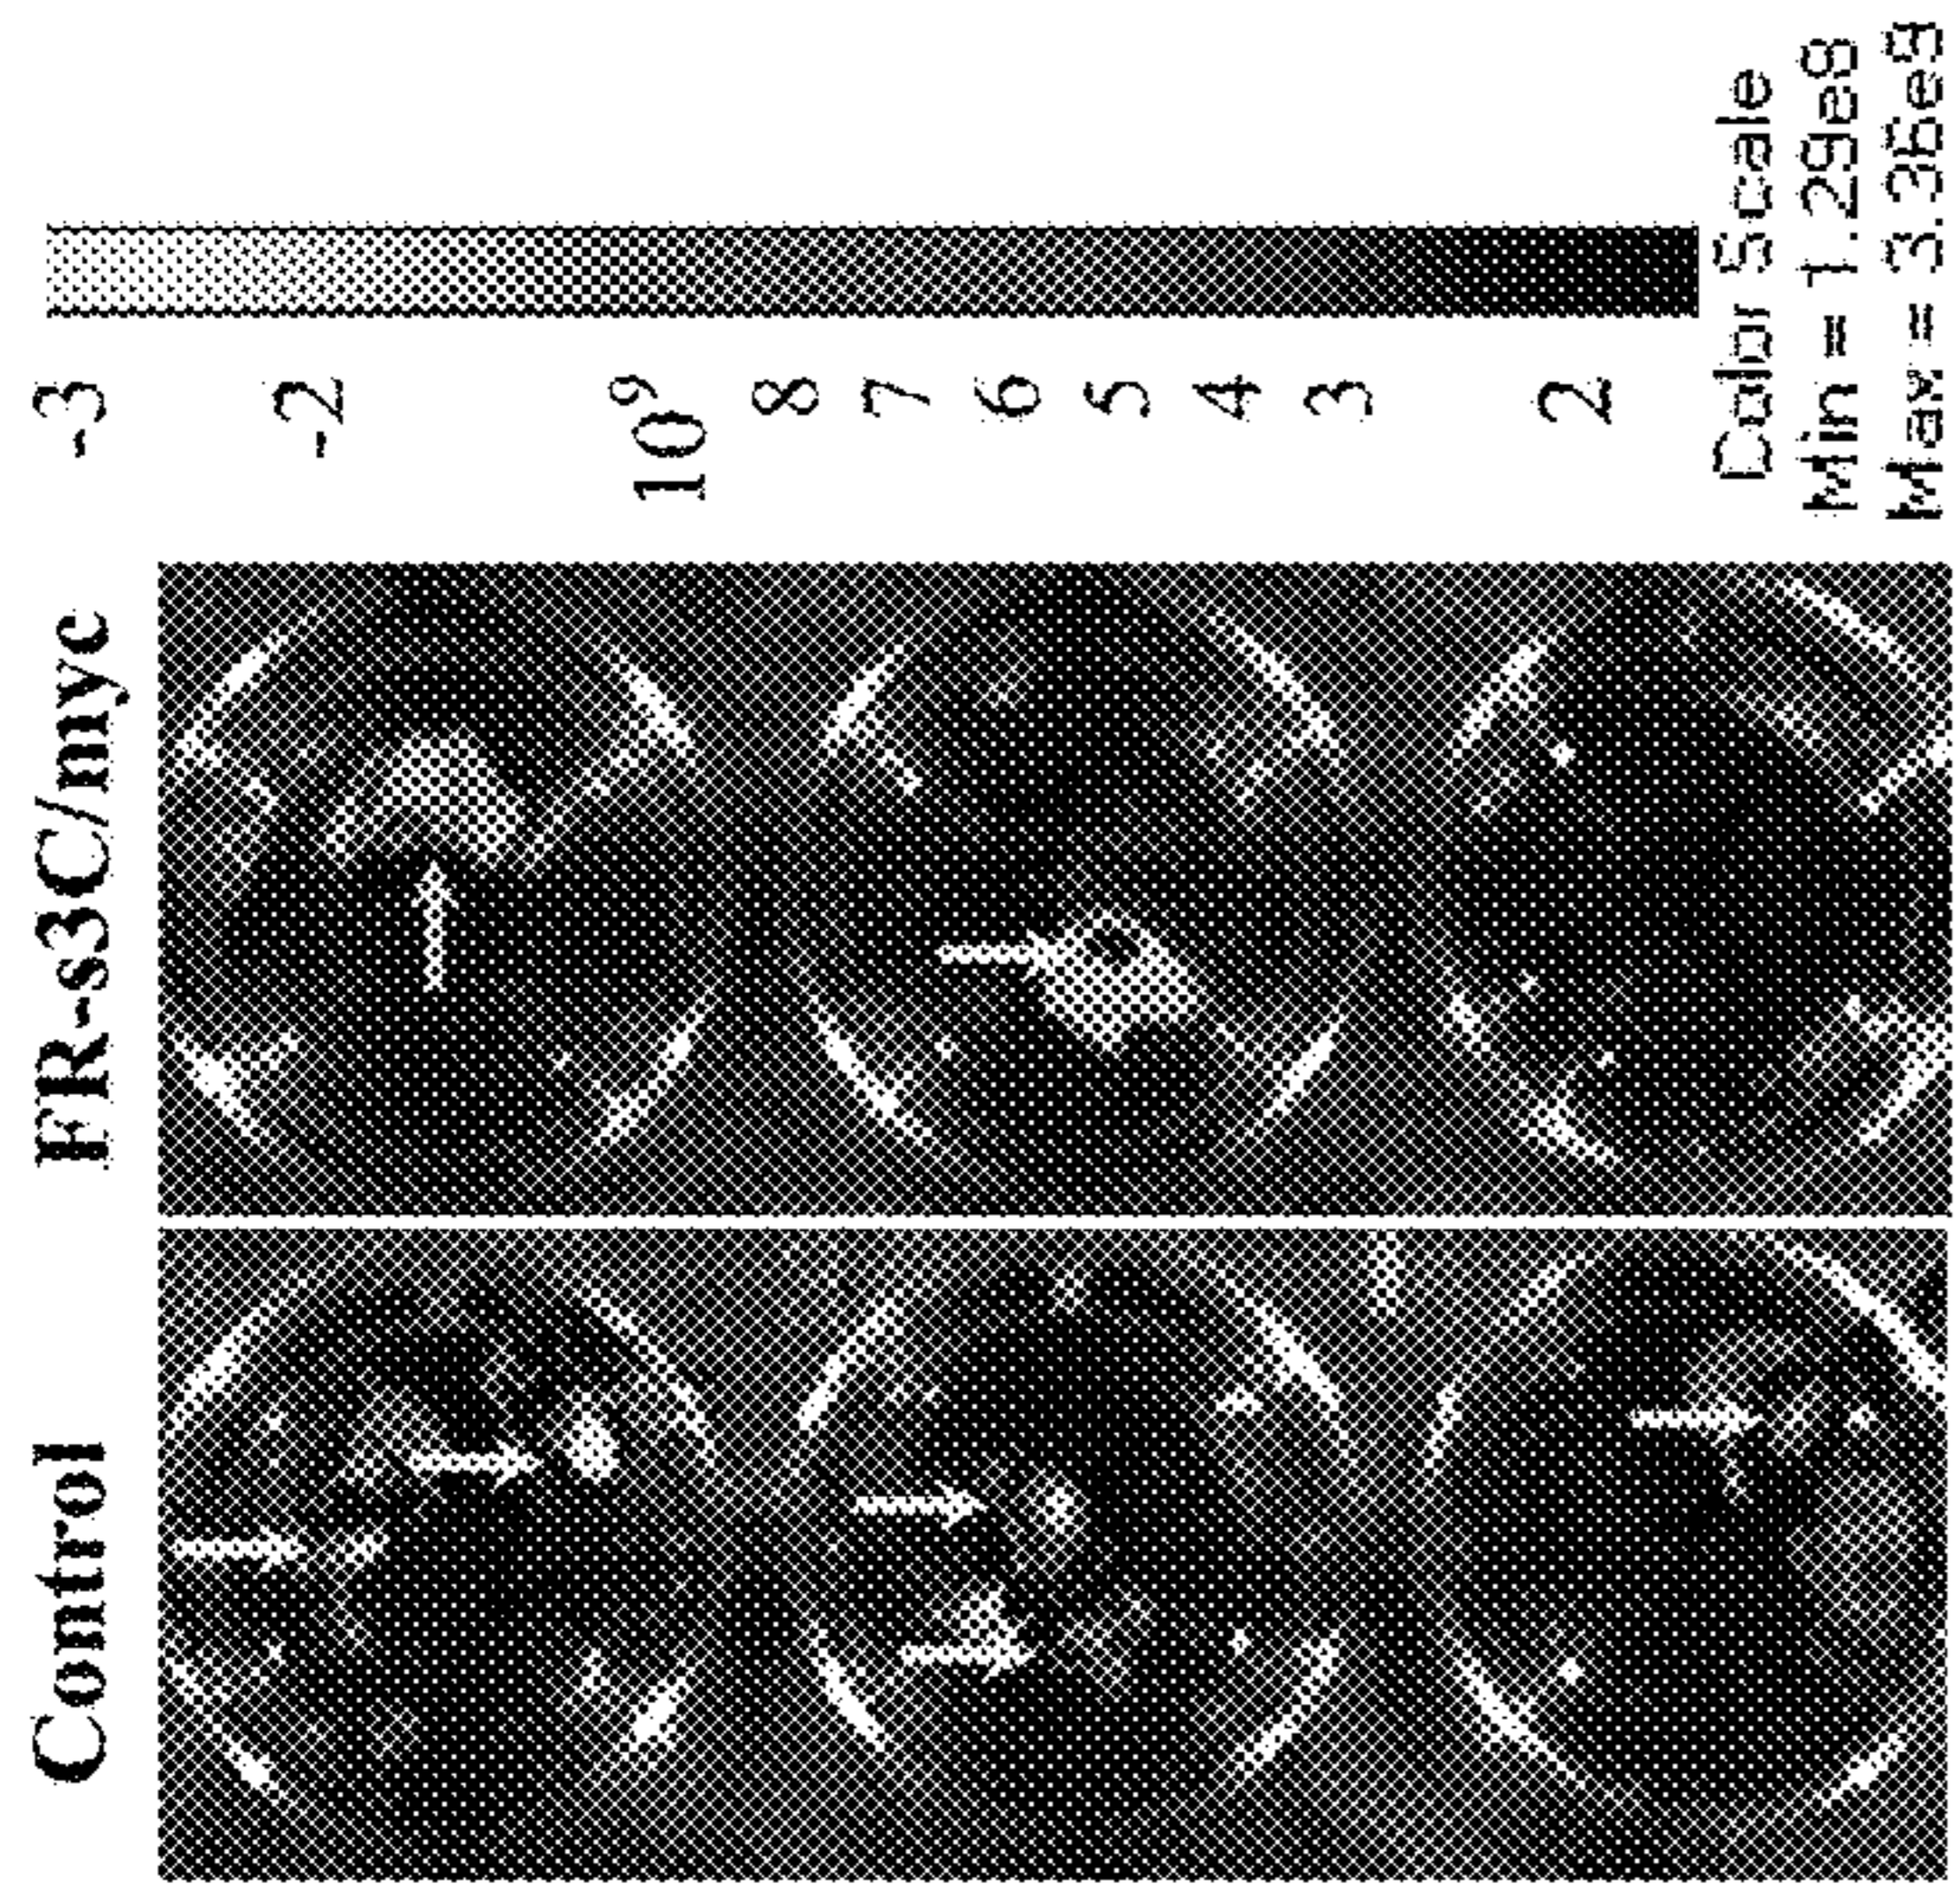 Control
FR-s3C/myc
-3
-2
10⁹
8
7
6
5
4
3
2
Color Scale
Min = 1.29e8
Max = 3.36e9